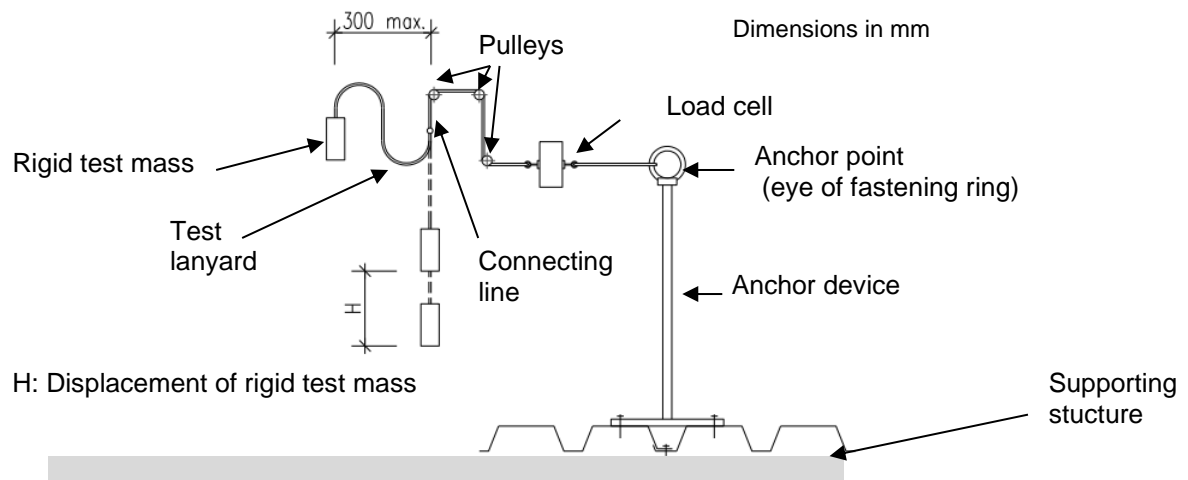 300 max.
Dimensions in mm
Pulleys
Load cell
Rigid test mass
Anchor point
(eye of fastening ring)
Test
lanyard
Connecting
line
Anchor device
H
H: Displacement of rigid test mass
Supporting
stucture